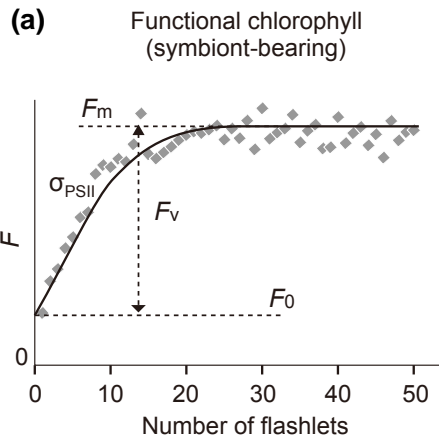 (a)
Functional chlorophyll
(symbiont-bearing)
Fm
σPSII
Fv
F
F0
0
0 10 20 30 40 50
Number of flashlets